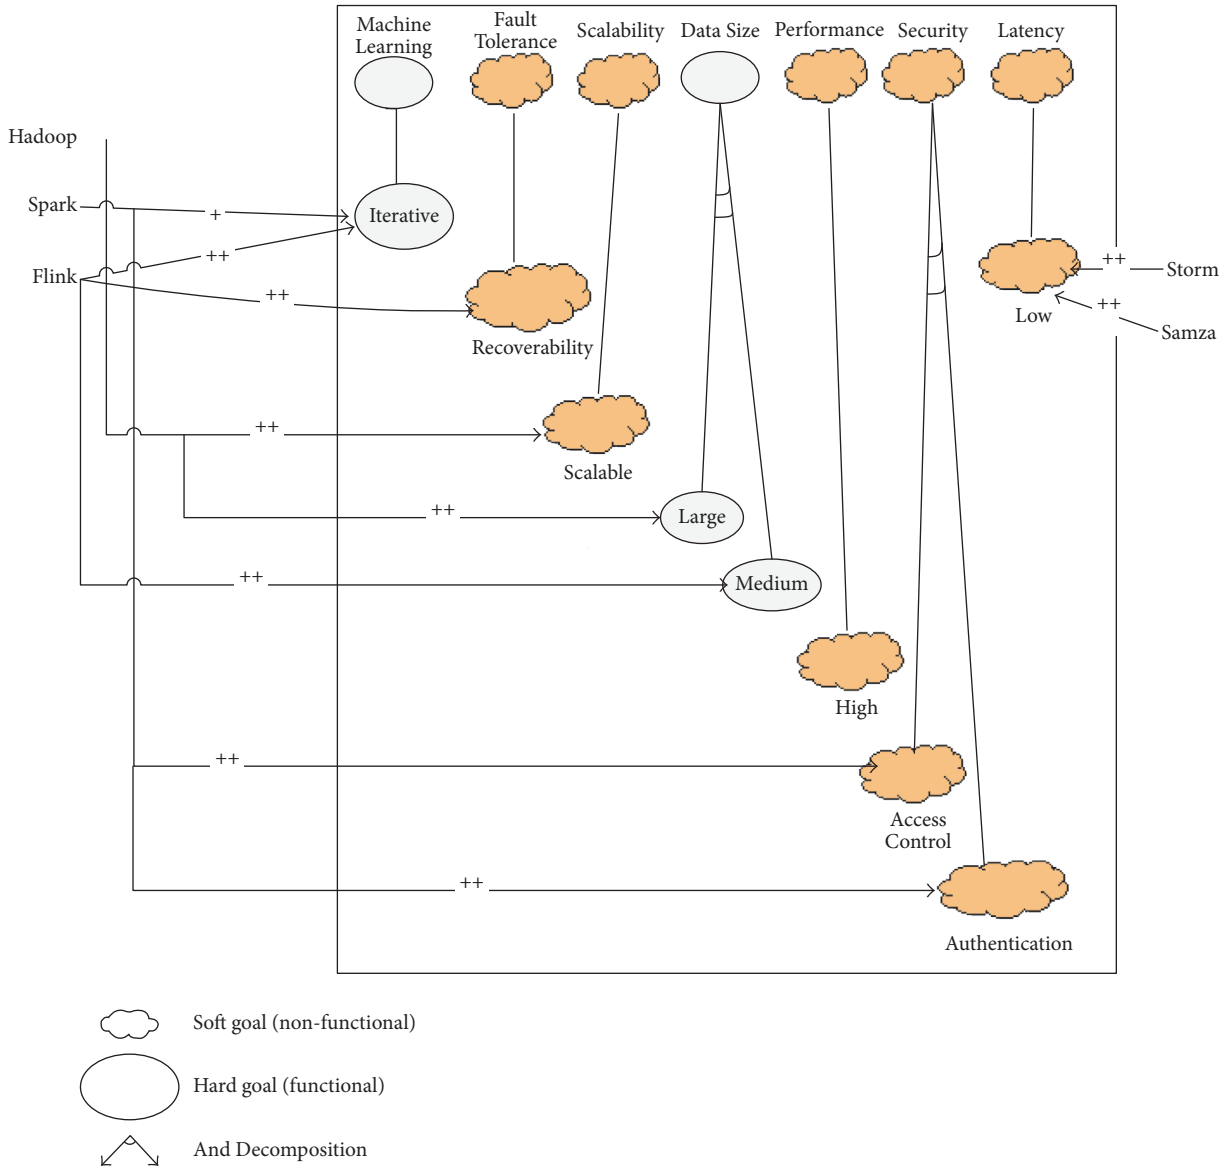 Machine
Learning
Fault
Tolerance
Scalability
Data Size
Performance
Security
Latency
Hadoop
Spark
+
Iterative
++
Flink
++
Recoverability
++
Storm
++
Low
Samza
++
Scalable
++
Large
++
Medium
High
++
Access
Control
++
Authentication
Soft goal (non-functional)
Hard goal (functional)
And Decomposition